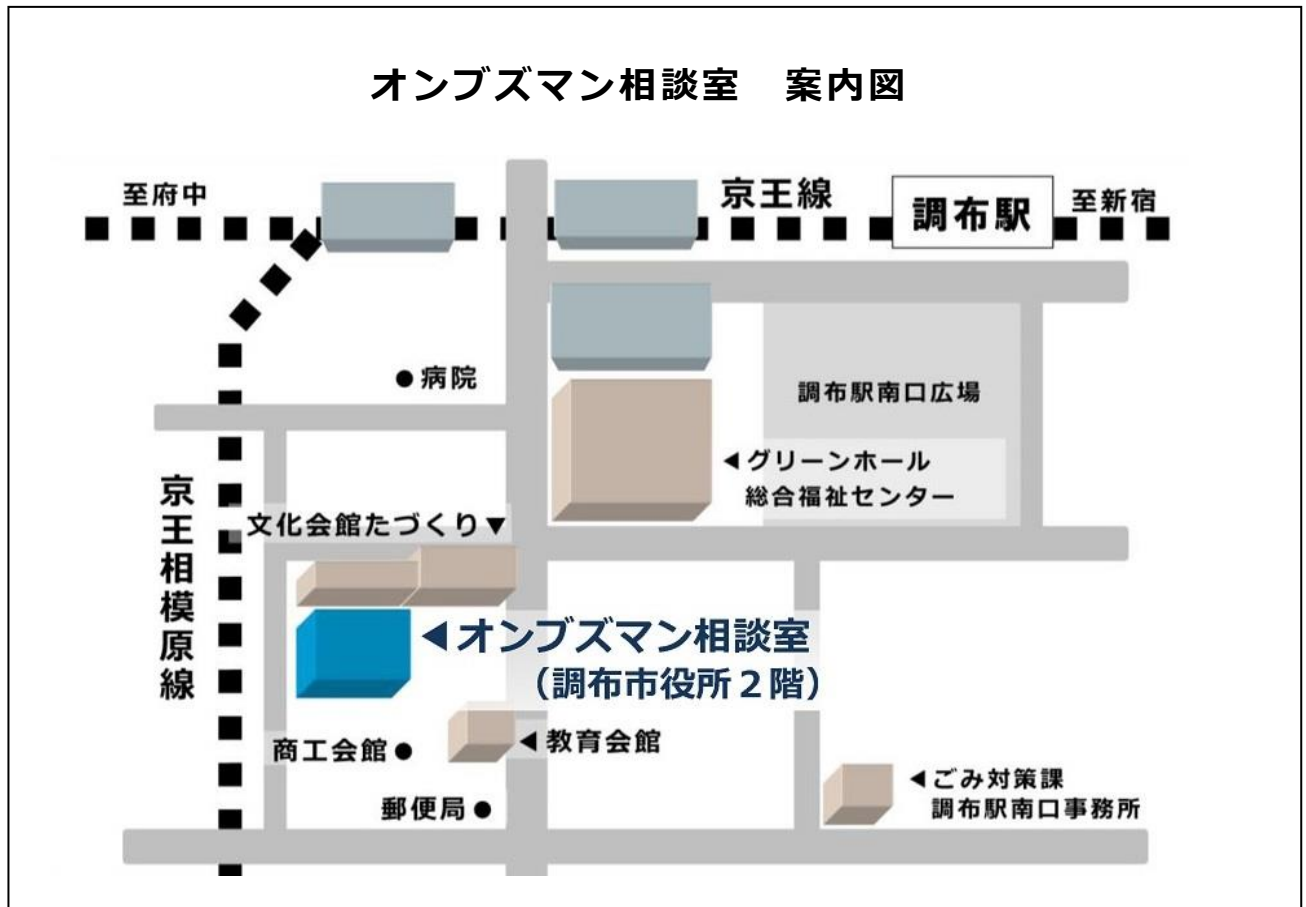 オンブズマン相談室　案内図
至府中
京王線
調布駅
至新宿
●病院
調布駅南口広場
◀グリーンホール
総合福祉センター
京王相模原線
文化会館たづくり▼
◀オンブズマン相談室
（調布市役所２階）
商工会館●
◀教育会館
郵便局●
◀ごみ対策課
調布駅南口事務所